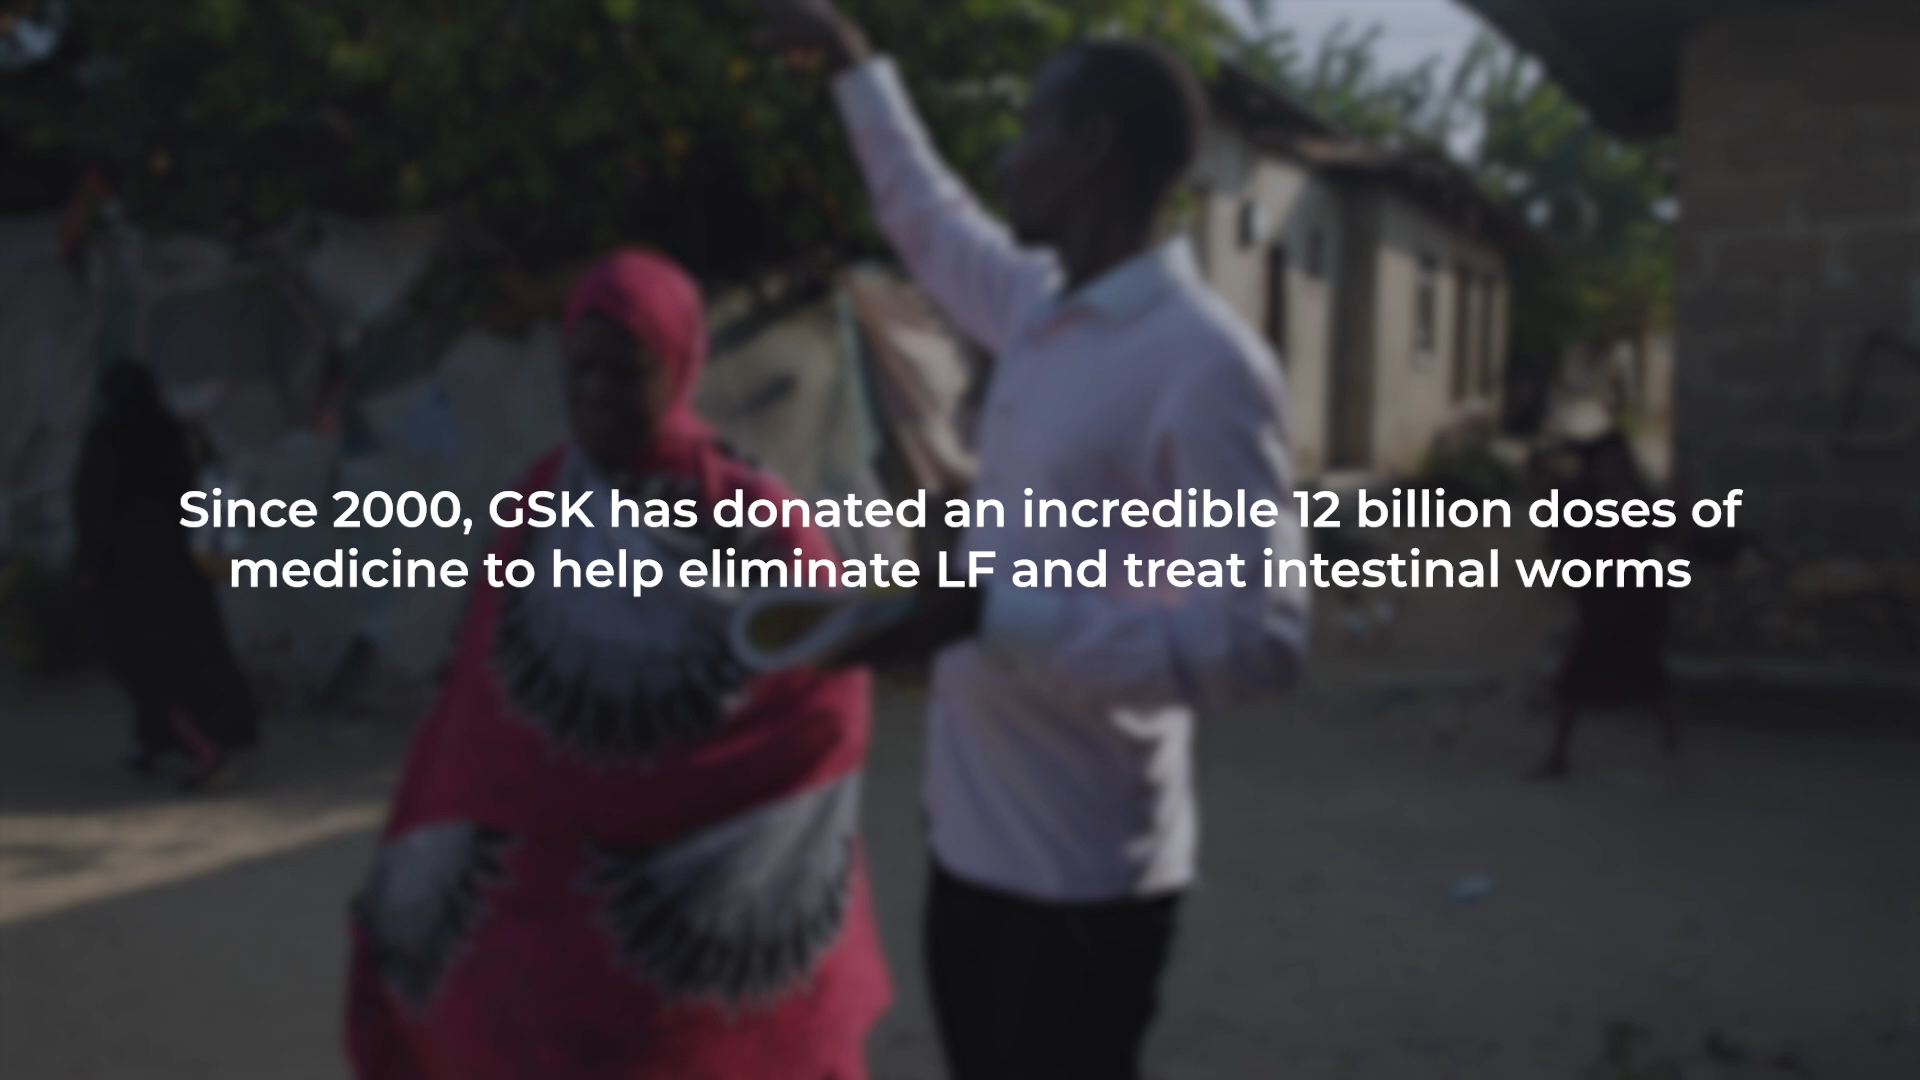 Since 2000, GSK has donated an incredible 12 billion doses of
medicine to help eliminate LF and treat intestinal worms